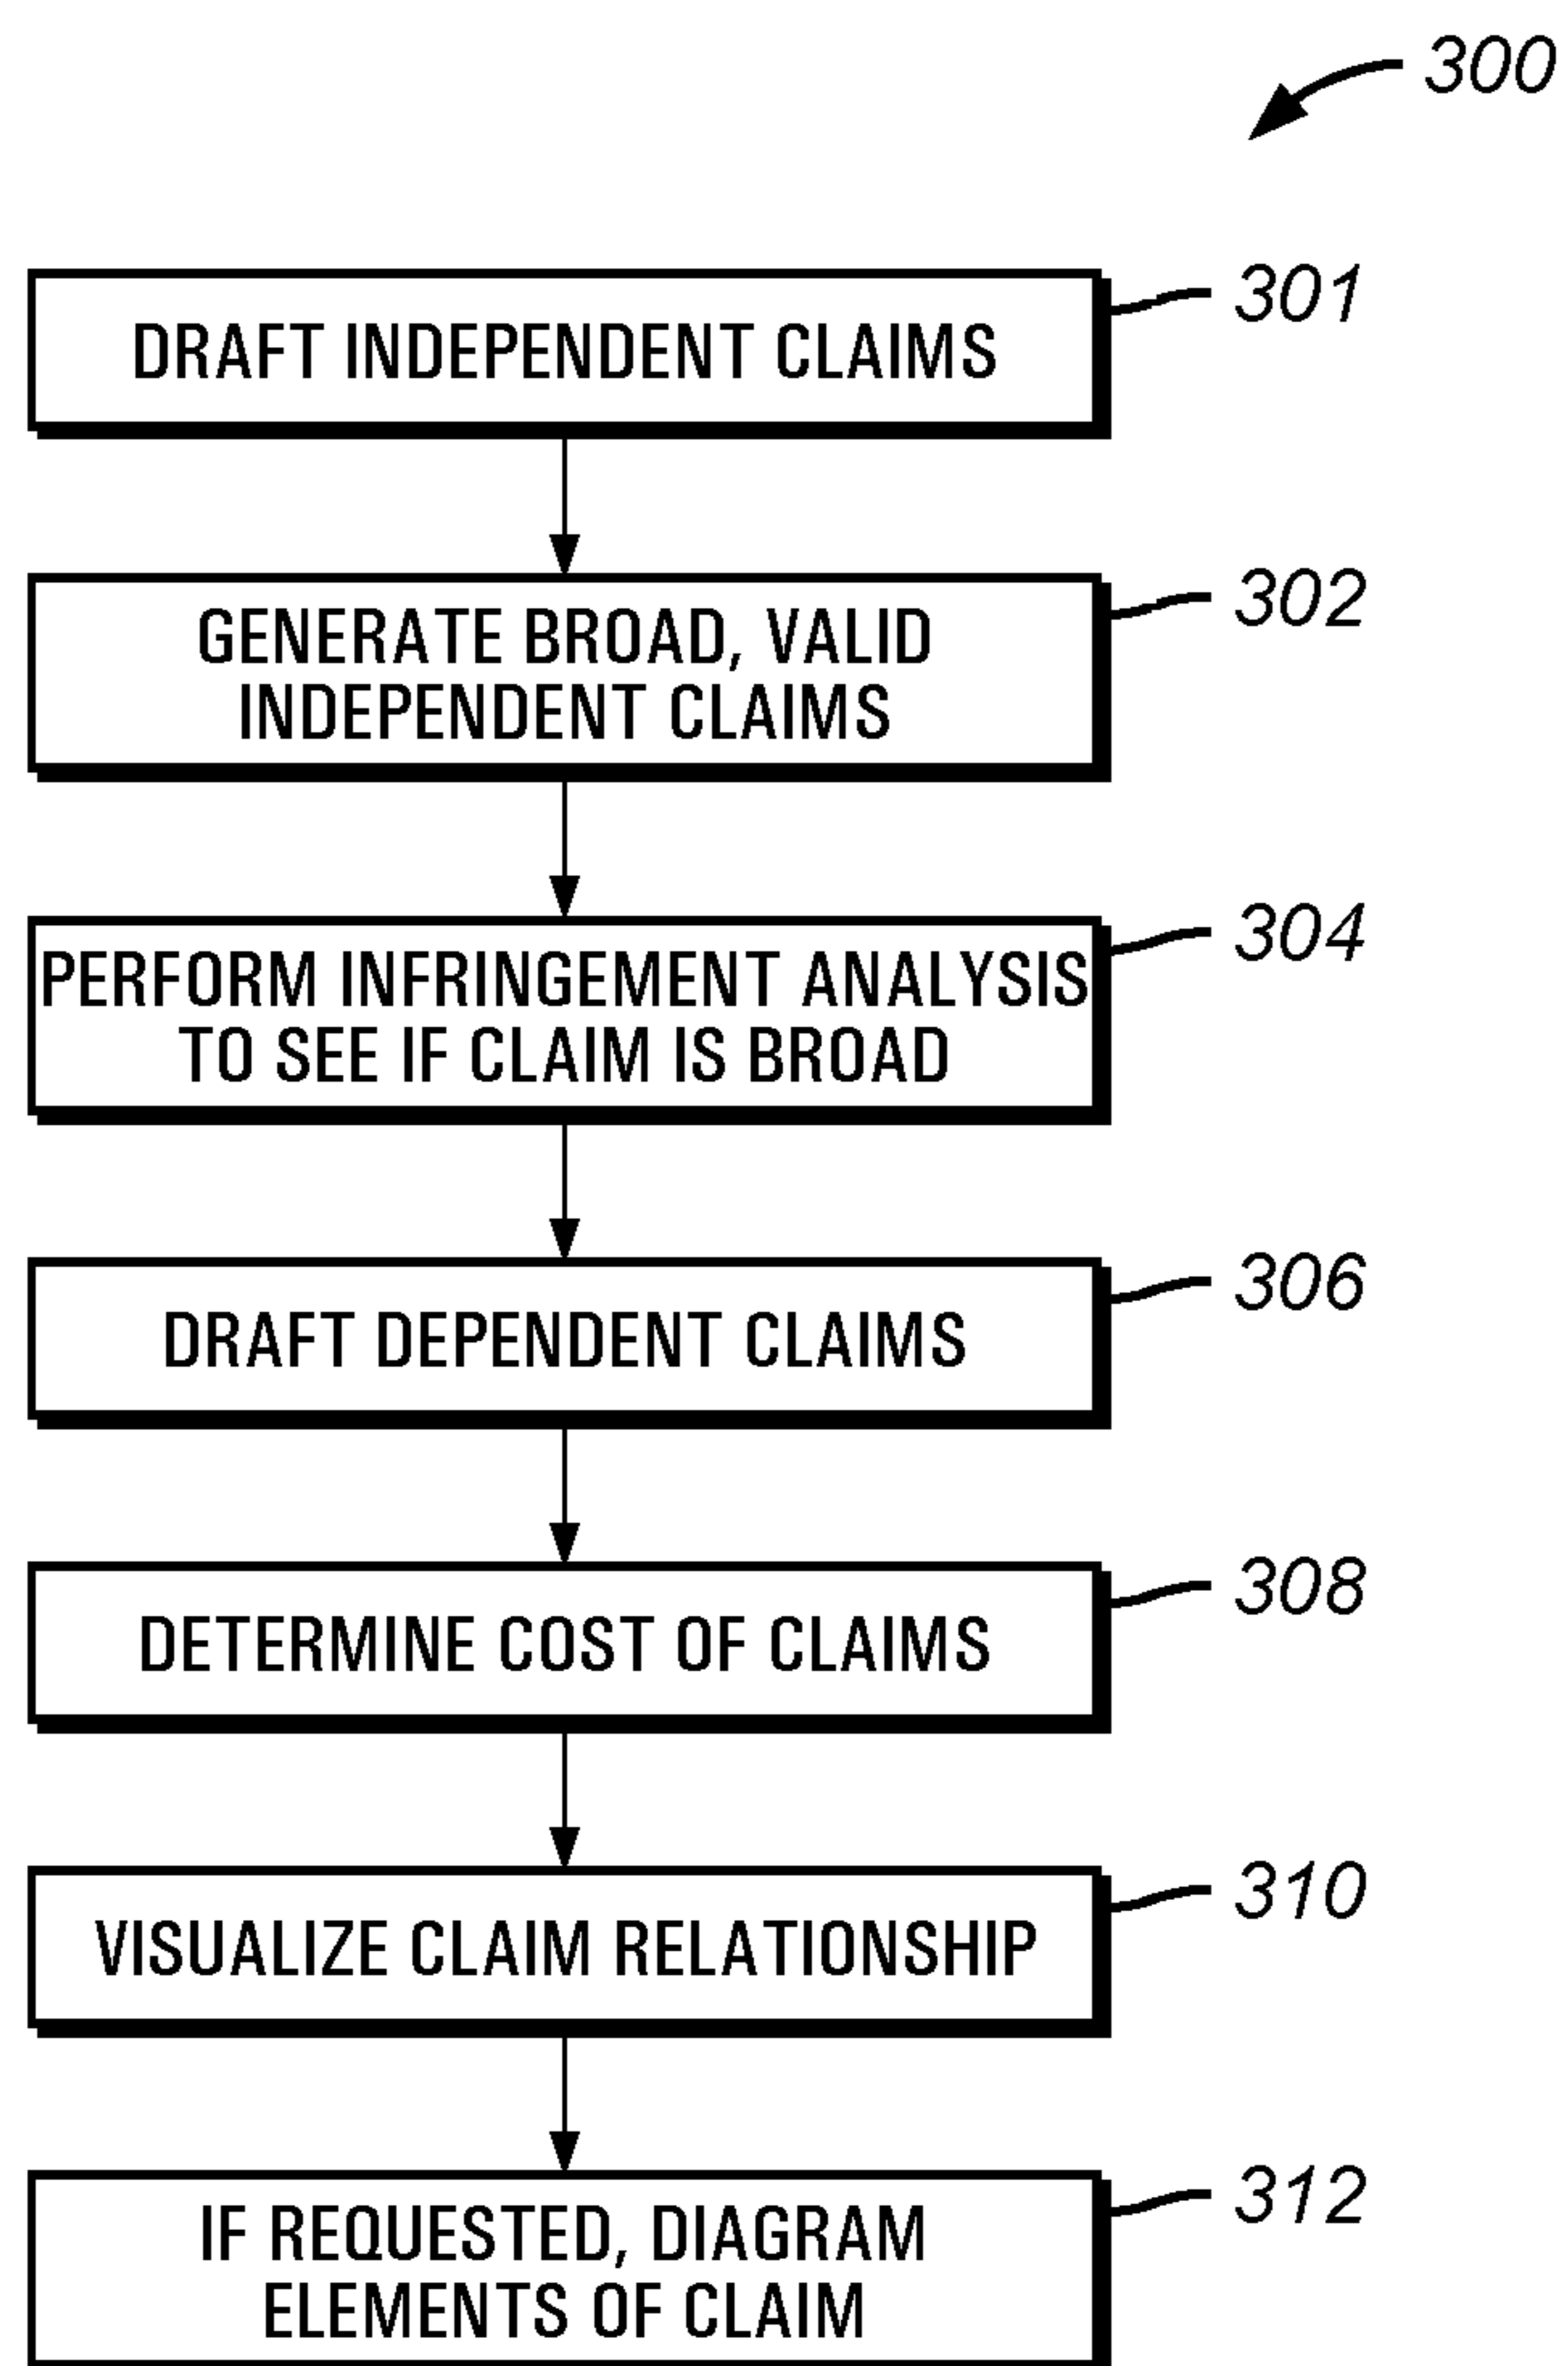 300
DRAFT INDEPENDENT CLAIMS
301
GENERATE BROAD, VALID
INDEPENDENT CLAIMS
302
PERFORM INFRINGEMENT ANALYSIS
TO SEE IF CLAIM IS BROAD
304
DRAFT DEPENDENT CLAIMS
306
DETERMINE COST OF CLAIMS
308
VISUALIZE CLAIM RELATIONSHIP
310
IF REQUESTED, DIAGRAM
ELEMENTS OF CLAIM
312